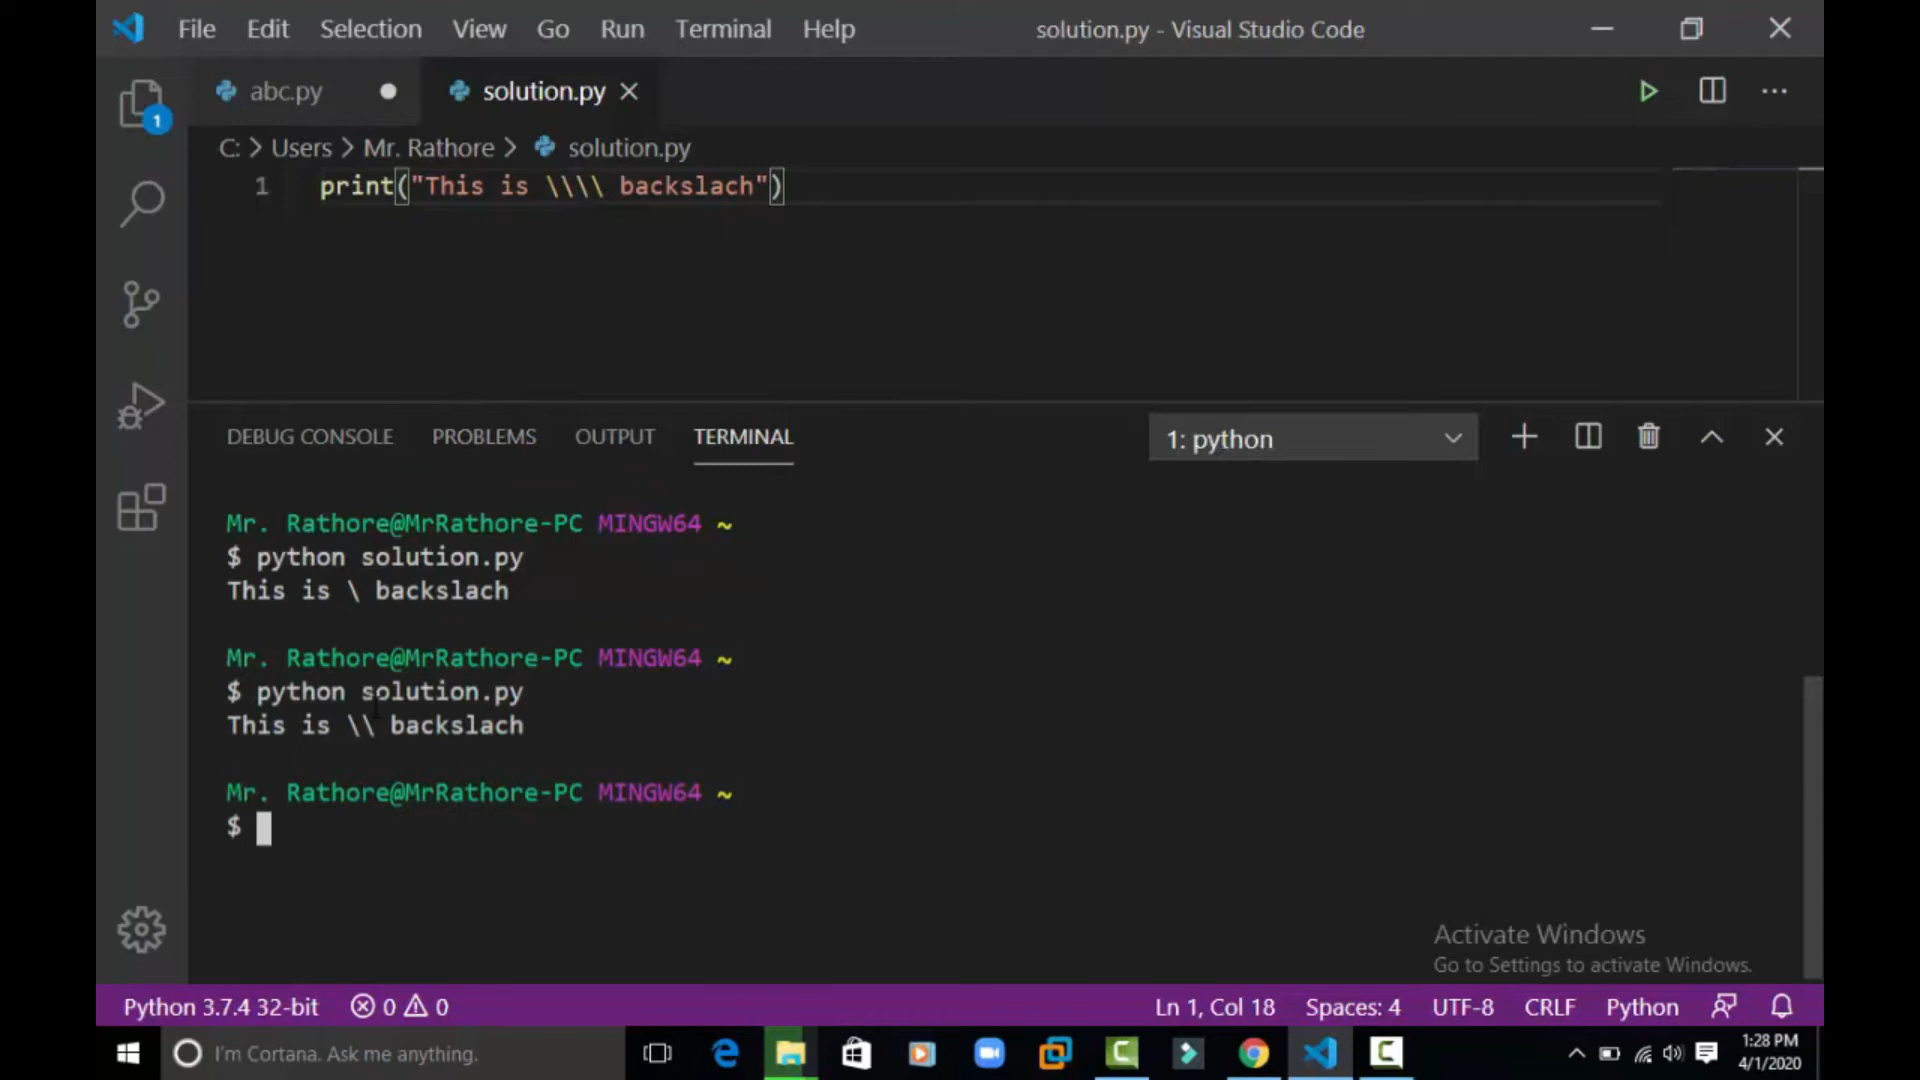 File Edit Selection View Go Run Terminal Help solution.py - Visual Studio Code
abc.py solution.py
C: > Users > Mr. Rathore > solution.py
1 print("This is \\\\ backslach")
1
DEBUG CONSOLE PROBLEMS OUTPUT TERMINAL 1: python
Mr. Rathore@MrRathore-PC MINGW64 ~
$ python solution.py
This is \ backslach
Mr. Rathore@MrRathore-PC MINGW64 ~
$ python solution.py
This is \\ backslach
Mr. Rathore@MrRathore-PC MINGW64 ~
$
Activate Windows
Go to Settings to activate Windows.
Python 3.7.4 32-bit 0 0 Ln 1, Col 18 Spaces: 4 UTF-8 CRLF Python
I'm Cortana. Ask me anything.
1:28 PM
4/1/2020